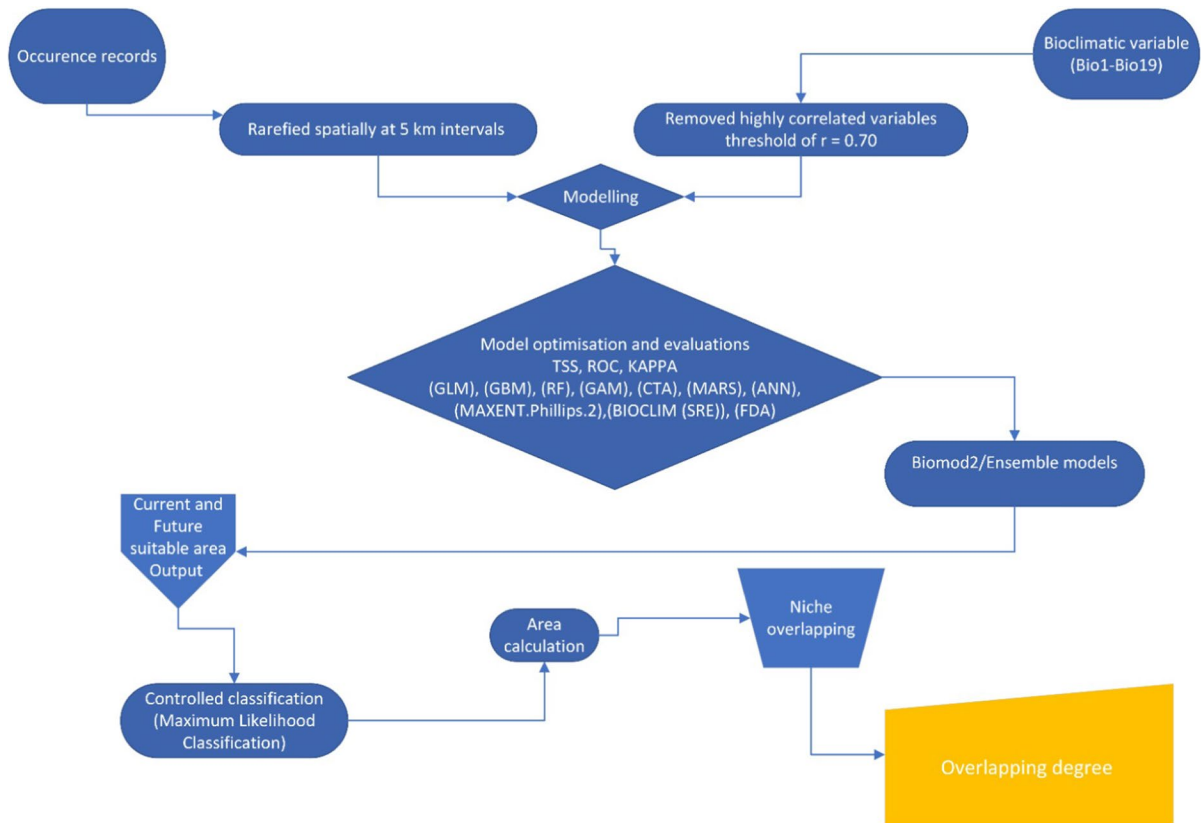 Occurence records
Bioclimatic variable
(Bio1-Bio19)
Rarefied spatially at 5 km intervals
Removed highly correlated variables
threshold of r = 0.70
Modelling
Model optimisation and evaluations
TSS, ROC, KAPPA
(GLM), (GBM), (RF), (GAM), (CTA), (MARS), (ANN),
(MAXENT.Phillips.2),(BIOCLIM (SRE)), (FDA)
Biomod2/Ensemble models
Current and
Future
suitable area
Output
Controlled classification
(Maximum Likelihood
Classification)
Area
calculation
Niche
overlapping
Overlapping degree